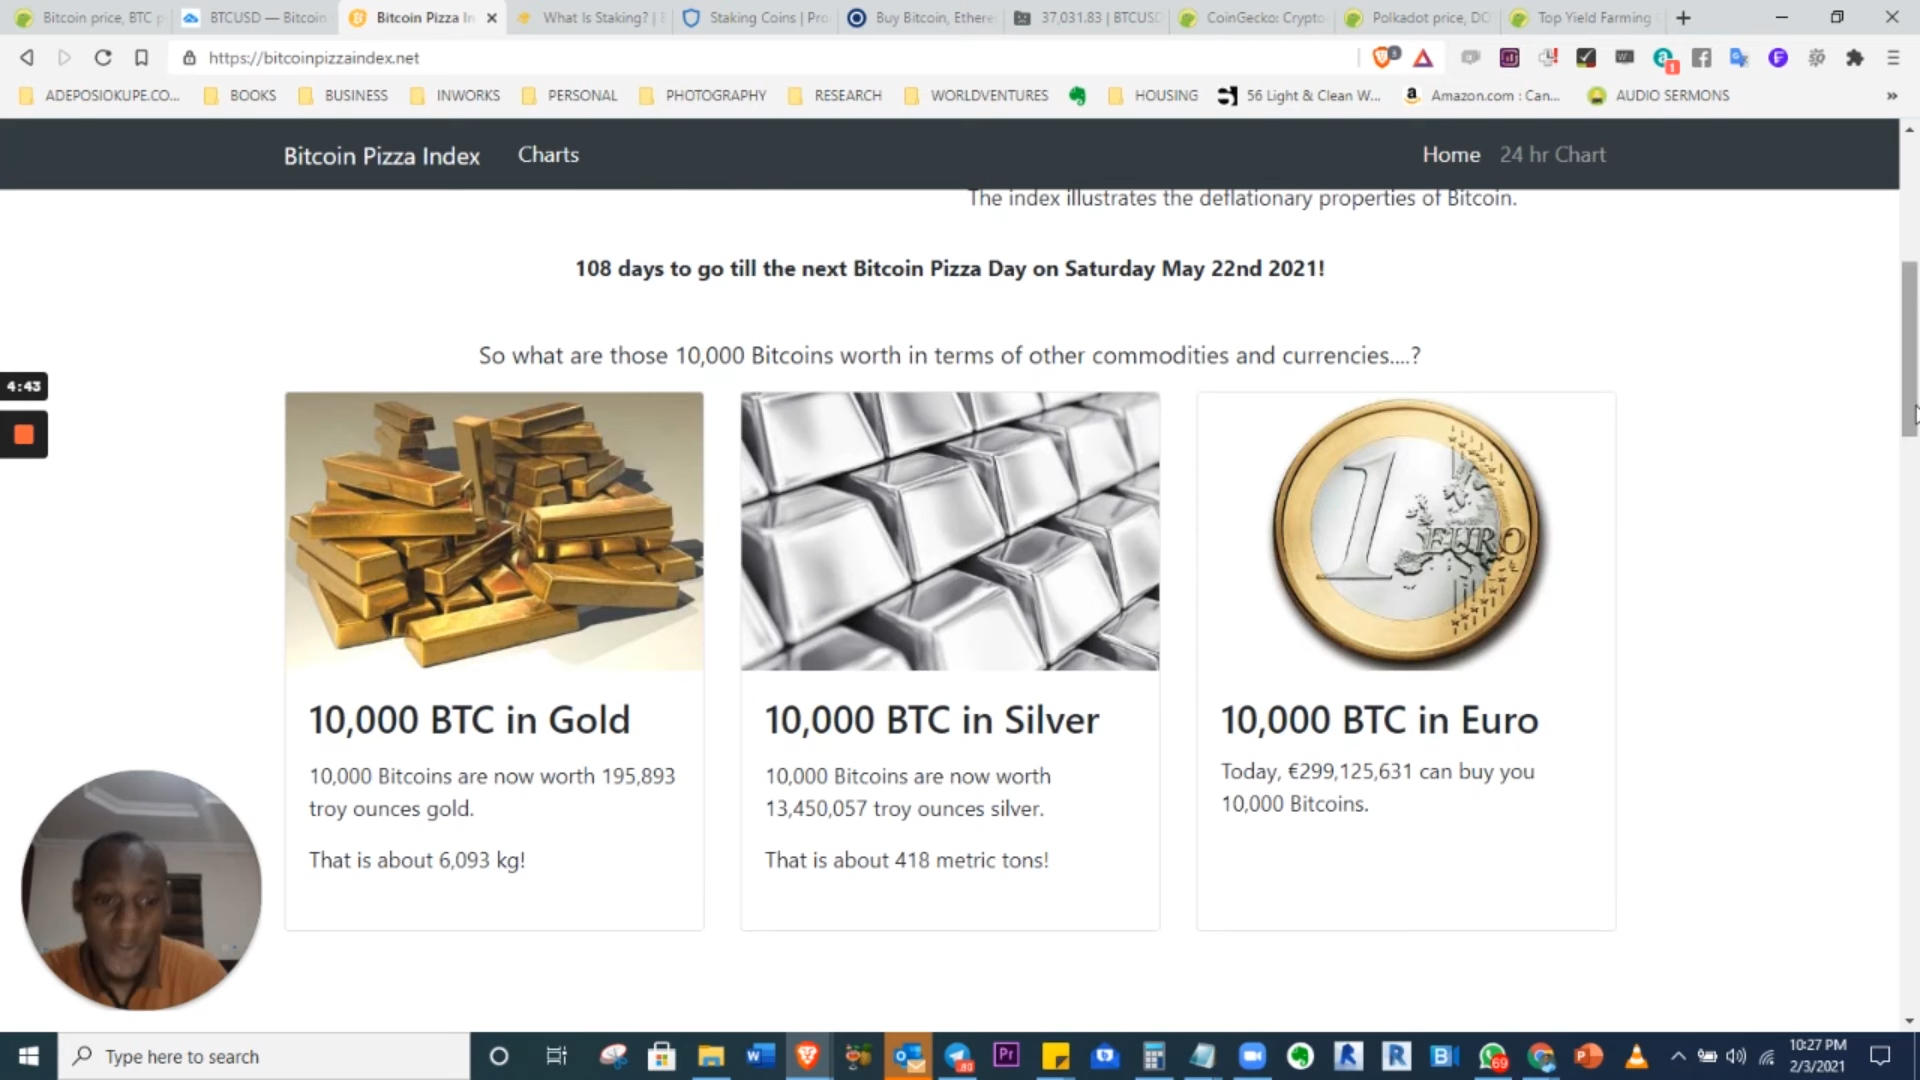 Bitcoin price, BTC p
BTCUSD — Bitcoin
Bitcoin Pizza In
What Is Staking? |
Staking Coins | Pro
Buy Bitcoin, Ethere
37,031.83 | BTCUSD
CoinGecko: Crypto
Polkadot price, DO
Top Yield Farming
https://bitcoinpizzaindex.net
ADEPOSIOKUPE.CO...
BOOKS
BUSINESS
INWORKS
PERSONAL
PHOTOGRAPHY
RESEARCH
WORLDVENTURES
HOUSING
56 Light & Clean W...
Amazon.com : Can...
AUDIO SERMONS
Bitcoin Pizza Index
Charts
Home
24 hr Chart
The index illustrates the deflationary properties of Bitcoin.
108 days to go till the next Bitcoin Pizza Day on Saturday May 22nd 2021!
So what are those 10,000 Bitcoins worth in terms of other commodities and currencies....?
4:43
1 EURO
10,000 BTC in Gold
10,000 Bitcoins are now worth 195,893
troy ounces gold.
That is about 6,093 kg!
10,000 BTC in Silver
10,000 Bitcoins are now worth
13,450,057 troy ounces silver.
That is about 418 metric tons!
10,000 BTC in Euro
Today, €299,125,631 can buy you
10,000 Bitcoins.
Type here to search
10:27 PM
2/3/2021